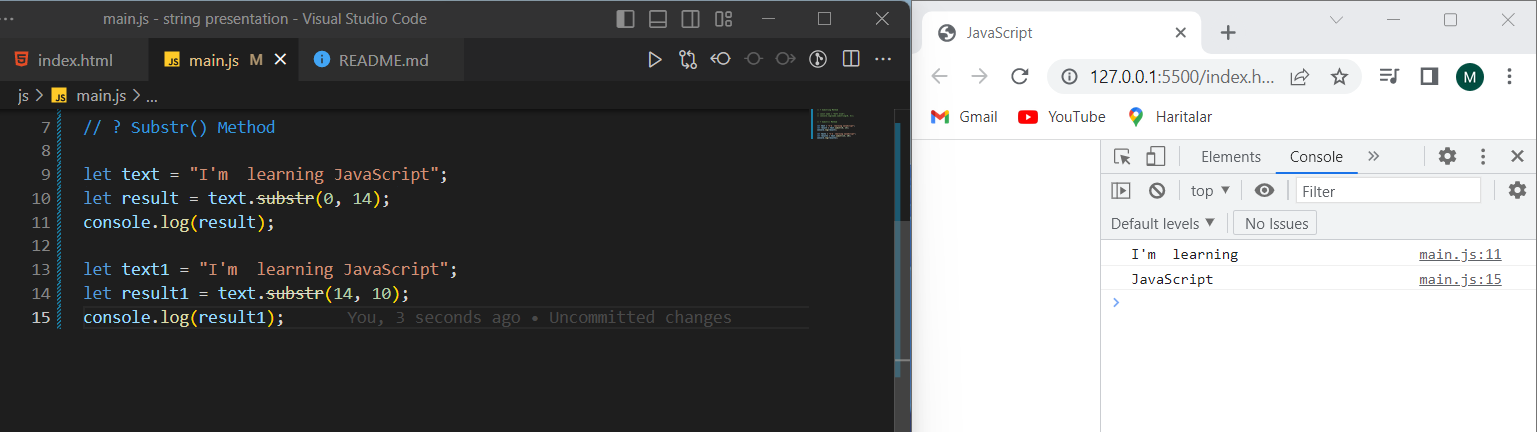 main.js - string presentation - Visual Studio Code
index.html
main.js M
README.md
js > main.js > ...
7 // ? Substr() Method
8
9 let text = "I'm  learning JavaScript";
10 let result = text.substr(0, 14);
11 console.log(result);
12
13 let text1 = "I'm  learning JavaScript";
14 let result1 = text.substr(14, 10);
15 console.log(result1); You, 3 seconds ago • Uncommitted changes
JavaScript
127.0.0.1:5500/index.h...
M
Gmail YouTube Haritalar
Elements Console »
top Filter
Default levels No Issues
I'm  learning main.js:11
JavaScript main.js:15
>